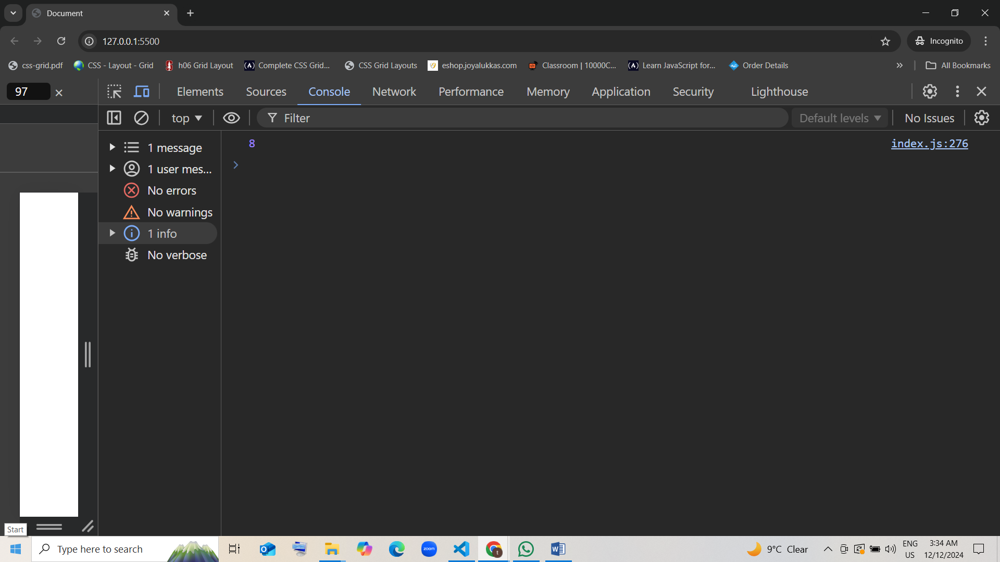 Document
127.0.0.1:5500
Incognito
css-grid.pdf
CSS - Layout - Grid
h06 Grid Layout
Complete CSS Grid...
CSS Grid Layouts
eshop.joyalukkas.com
Classroom | 10000C...
Learn JavaScript for...
Order Details
All Bookmarks
97
Elements
Sources
Console
Network
Performance
Memory
Application
Security
Lighthouse
top
Filter
Default levels
No Issues
1 message
1 user mes...
No errors
No warnings
1 info
No verbose
8
index.js:276
Start
Type here to search
zoom
9°C Clear
ENG
US
3:34 AM
12/12/2024